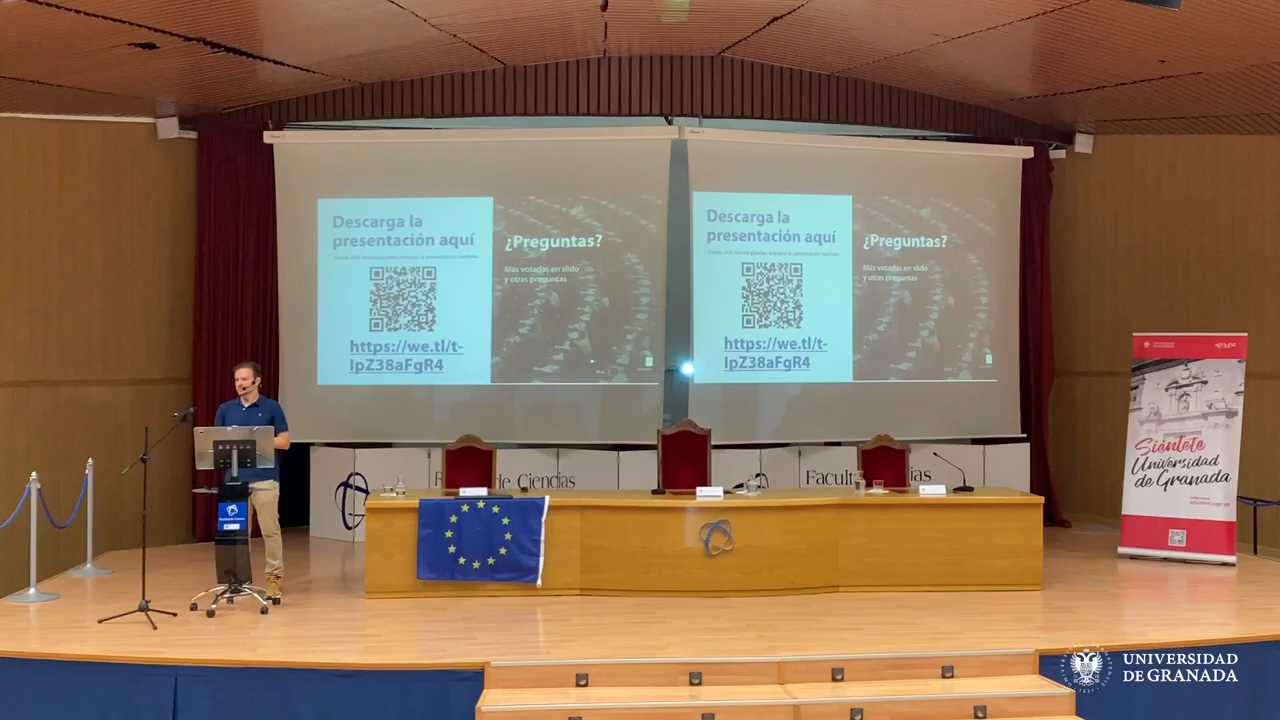 Descarga la
presentación aquí
https://we.tl/t-
IpZ38aFgR4
¿Preguntas?
Más votadas en slido
y otras preguntas
Descarga la
presentación aquí
https://we.tl/t-
IpZ38aFgR4
¿Preguntas?
Más votadas en slido
y otras preguntas
de Ciencias
Facult
Siéntete
Universidad
de Granada
UNIVERSIDAD
DE GRANADA